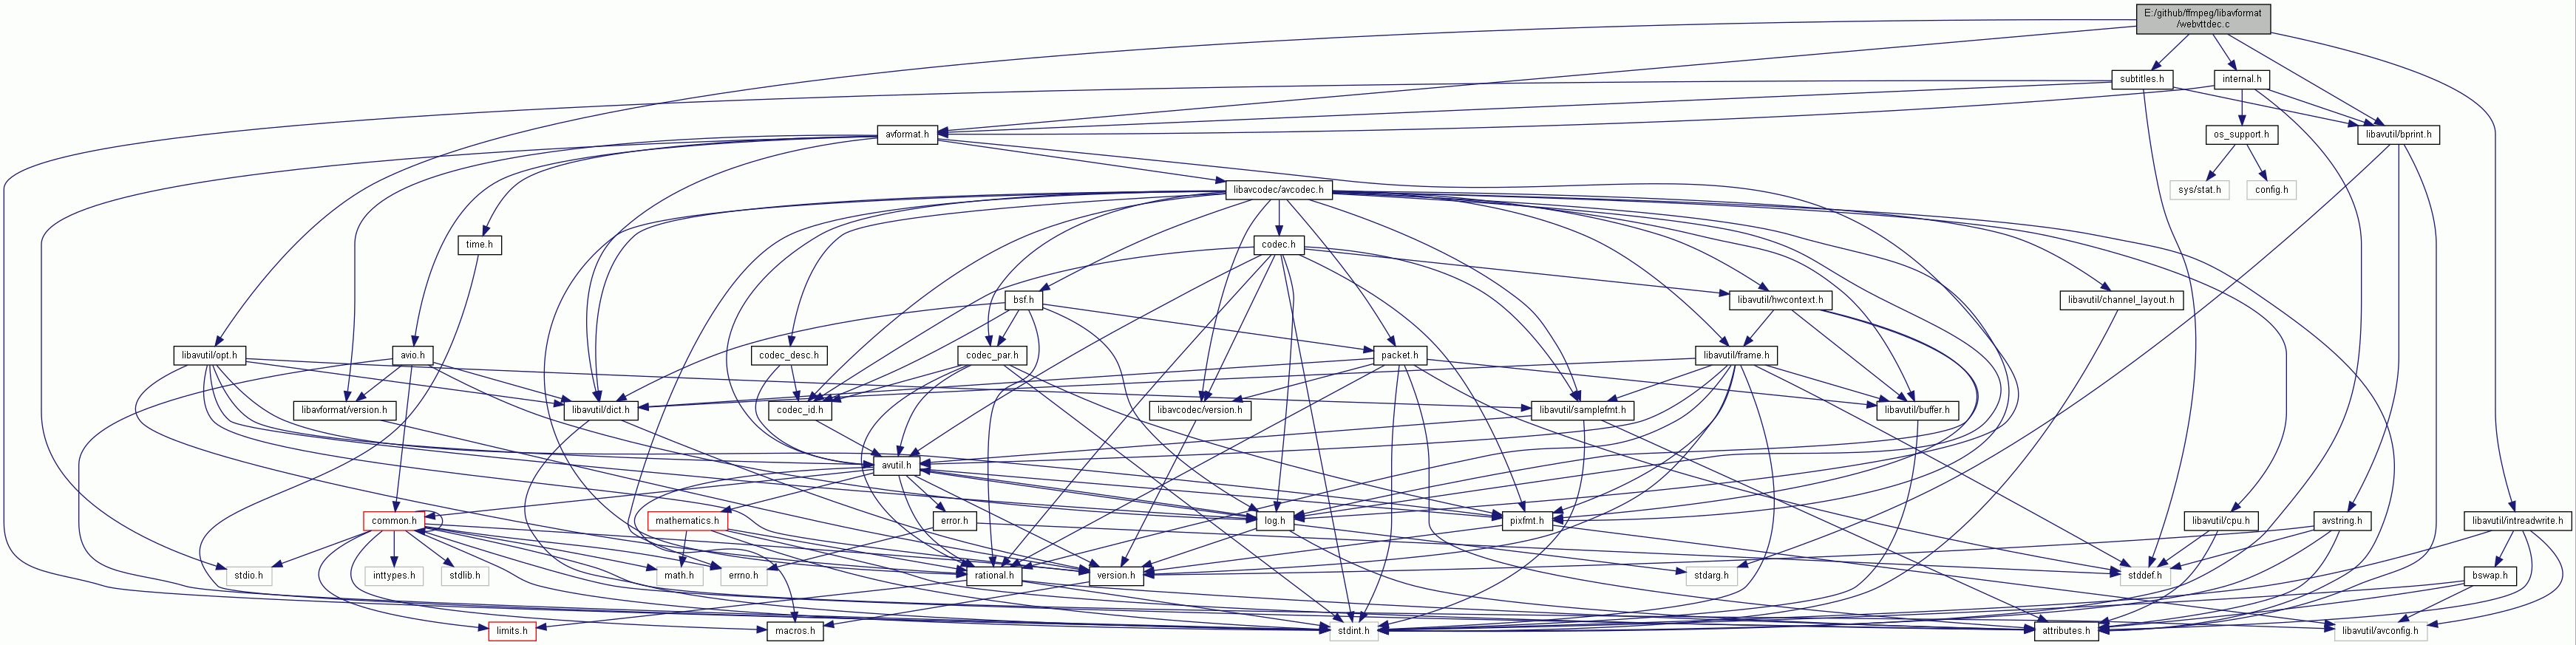 E:/github/ffmpeg/libavformat
/webvttdec.c
subtitles.h
internal.h
avformat.h
os_support.h
libavutil/bprint.h
libavcodec/avcodec.h
sys/stat.h
config.h
time.h
codec.h
bsf.h
libavutil/hwcontext.h
libavutil/channel_layout.h
libavutil/opt.h
avio.h
codec_desc.h
codec_par.h
packet.h
libavutil/frame.h
libavformat/version.h
libavutil/dict.h
codec_id.h
libavcodec/version.h
libavutil/samplefmt.h
libavutil/buffer.h
avutil.h
common.h
mathematics.h
error.h
log.h
pixfmt.h
libavutil/cpu.h
avstring.h
libavutil/intreadwrite.h
stdio.h
inttypes.h
stdlib.h
math.h
errno.h
rational.h
version.h
stdarg.h
stddef.h
bswap.h
limits.h
macros.h
stdint.h
attributes.h
libavutil/avconfig.h